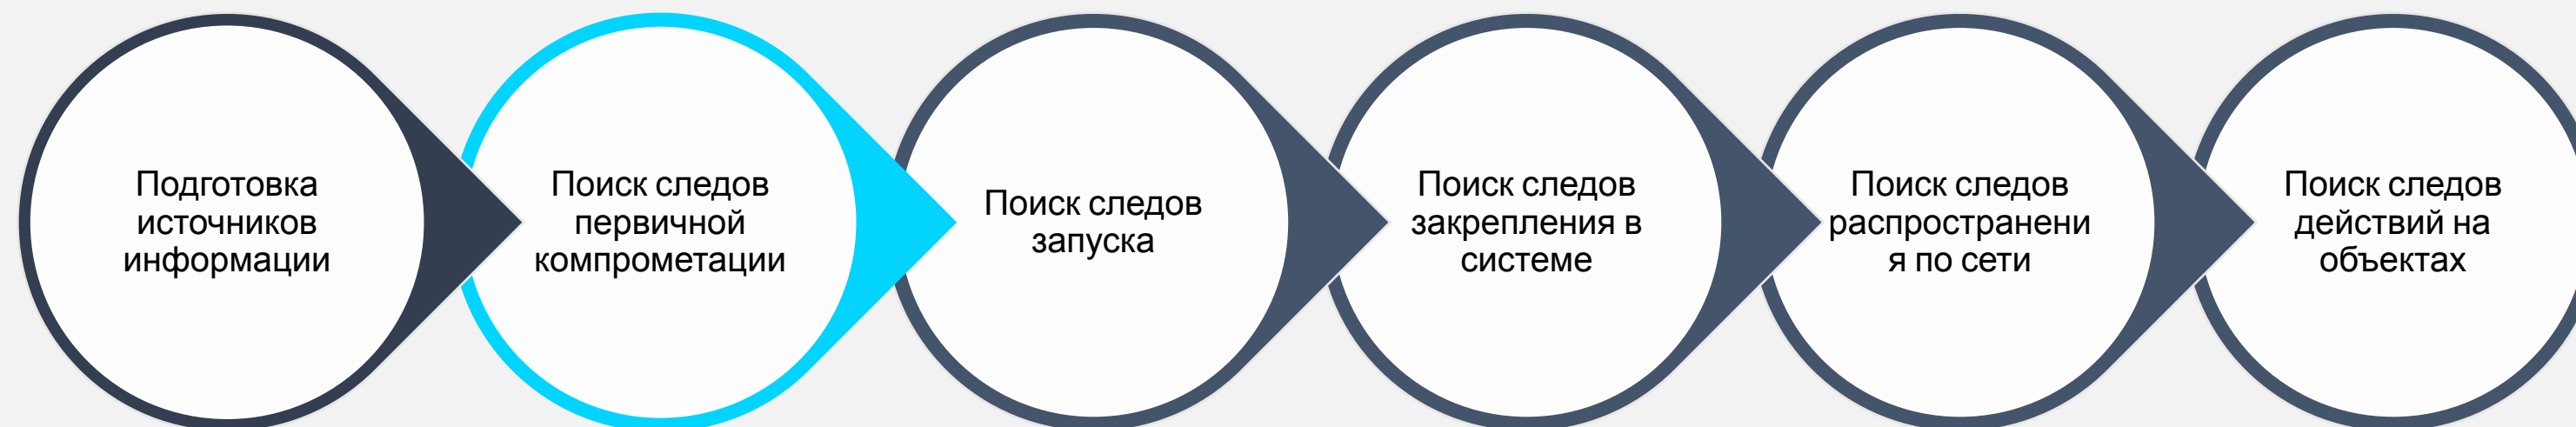 Подготовка
источников
информации
Поиск следов
первичной
компрометации
Поиск следов
запуска
Поиск следов
закрепления в
системе
Поиск следов
распространени
я по сети
Поиск следов
действий на
объектах